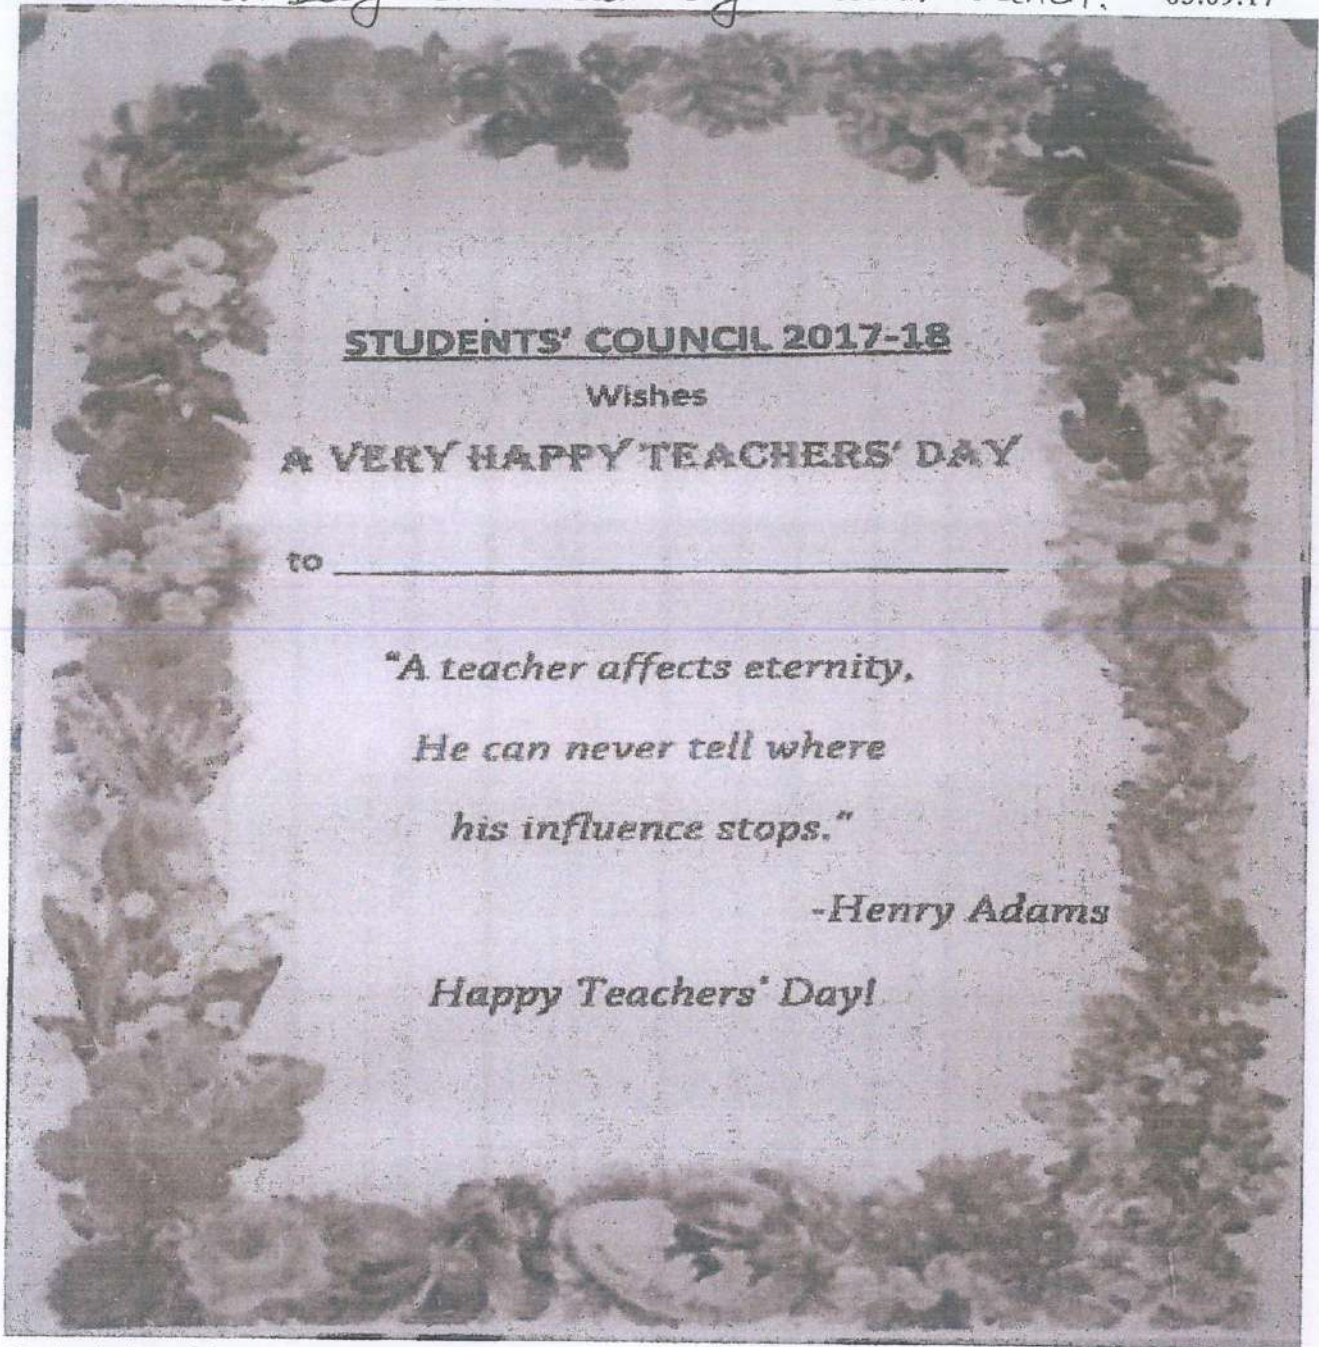 STUDENTS' COUNCIL 2017-18
Wishes
A VERY HAPPY TEACHERS' DAY
to
"A teacher affects eternity,
He can never tell where
his influence stops."
-Henry Adams
Happy Teachers' Day!